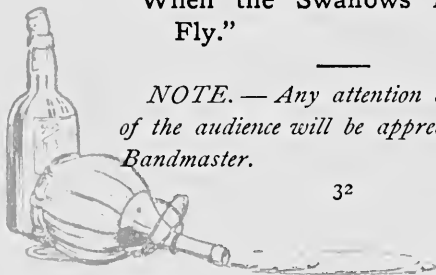 When the Swallows
Fly."
NOTE. — Any attention
of the audience will be
Bandmaster.
32